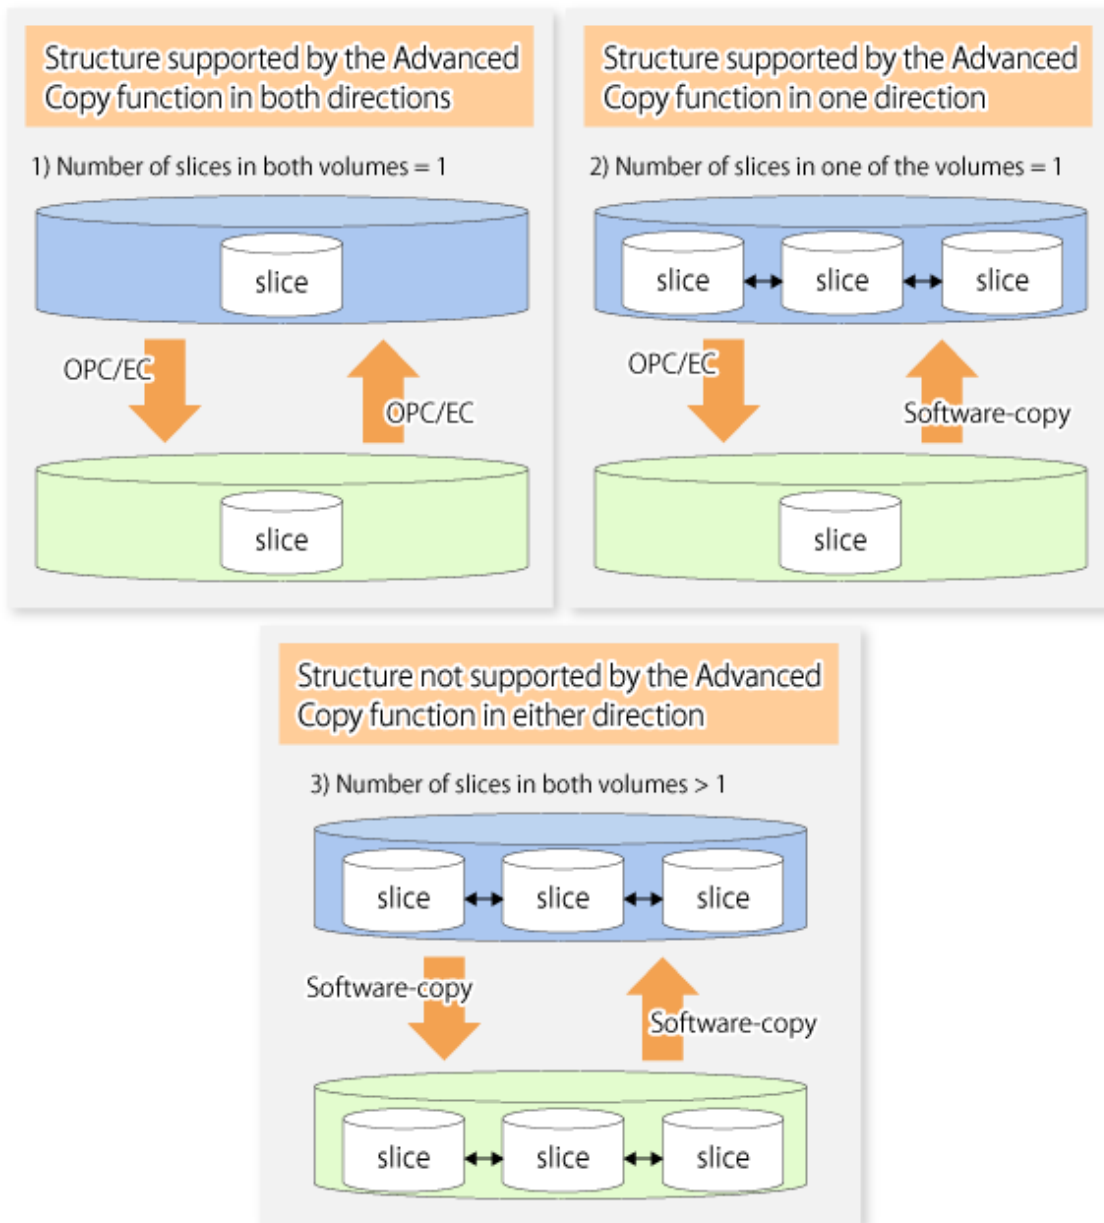 Structure supported by the Advanced
Copy function in both directions
1) Number of slices in both volumes = 1
slice
OPC/EC
OPC/EC
slice
Structure supported by the Advanced
Copy function in one direction
2) Number of slices in one of the volumes = 1
slice slice slice
OPC/EC
Software-copy
slice
Structure not supported by the Advanced
Copy function in either direction
3) Number of slices in both volumes > 1
slice slice slice
Software-copy
Software-copy
slice slice slice